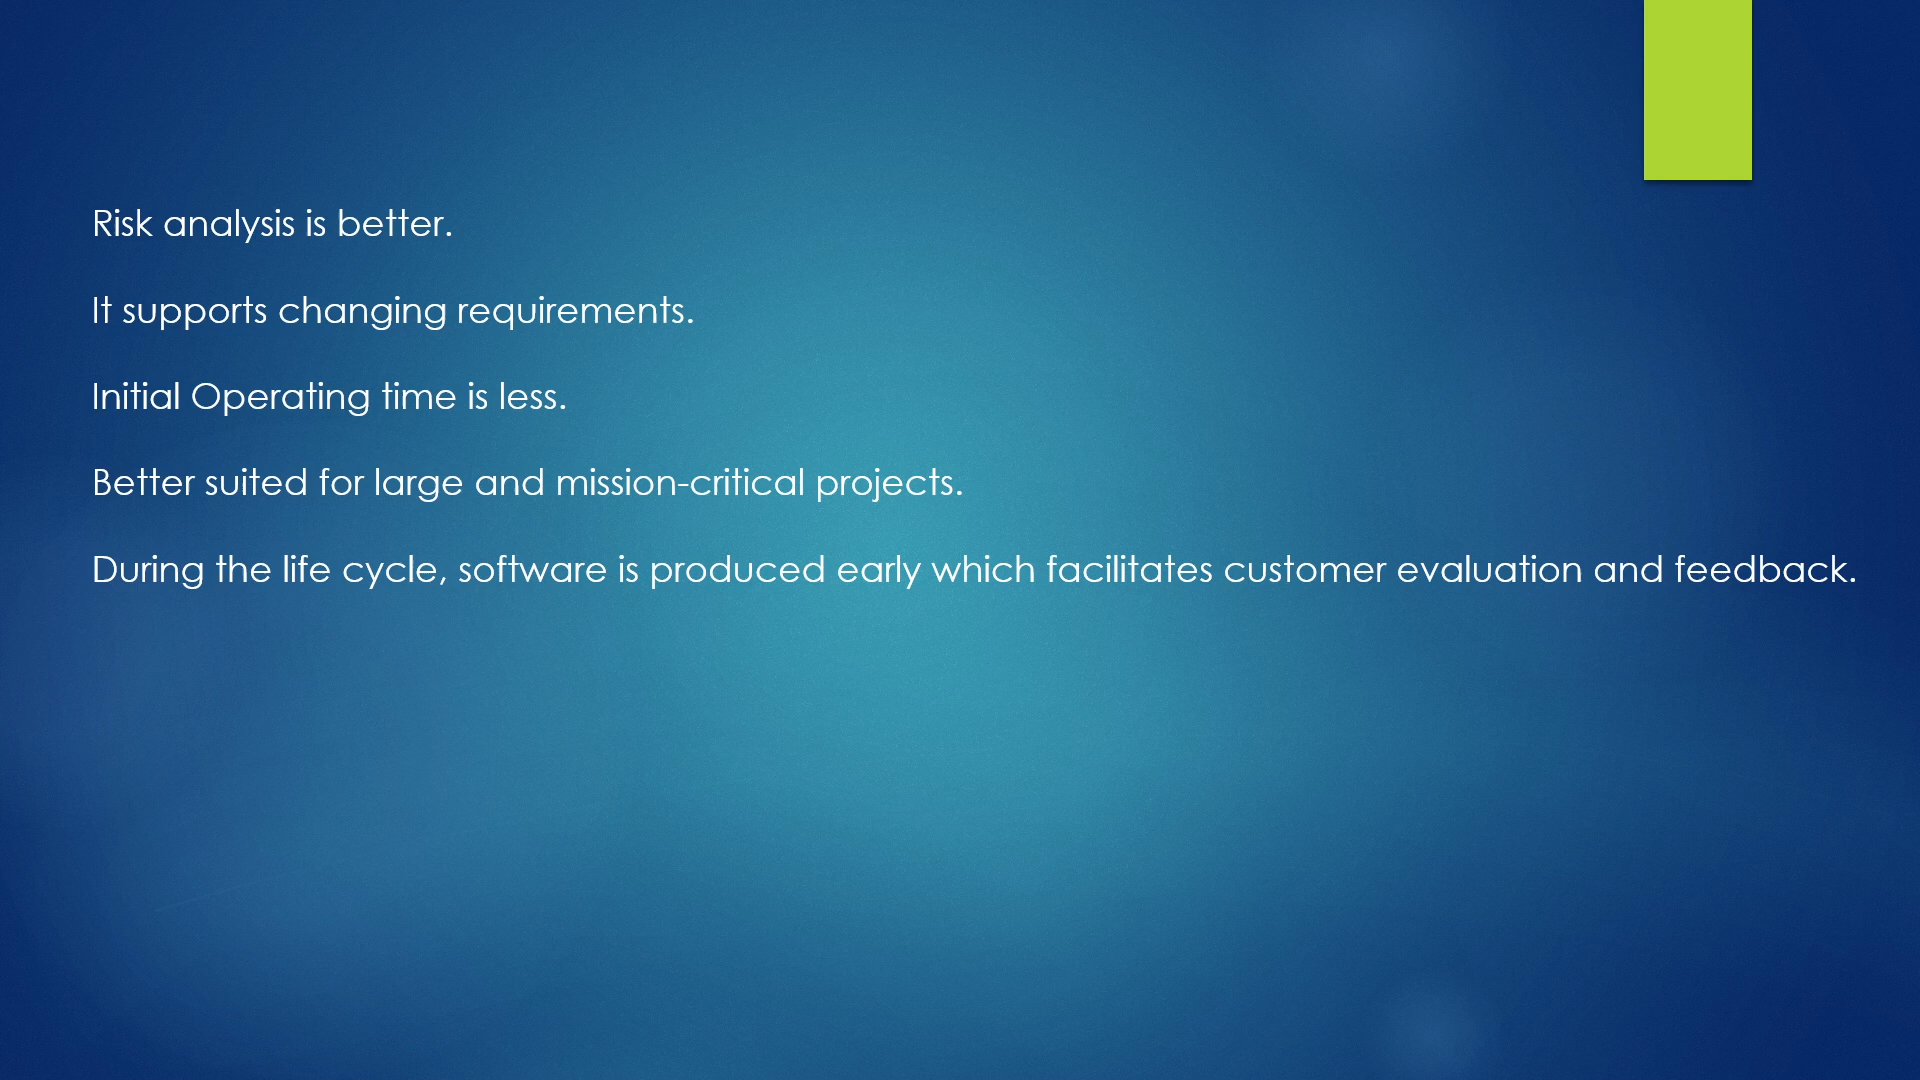 Risk analysis is better.
It supports changing requirements.
Initial Operating time is less.
Better suited for large and mission-critical projects.
During the life cycle, software is produced early which facilitates customer evaluation and feedback.